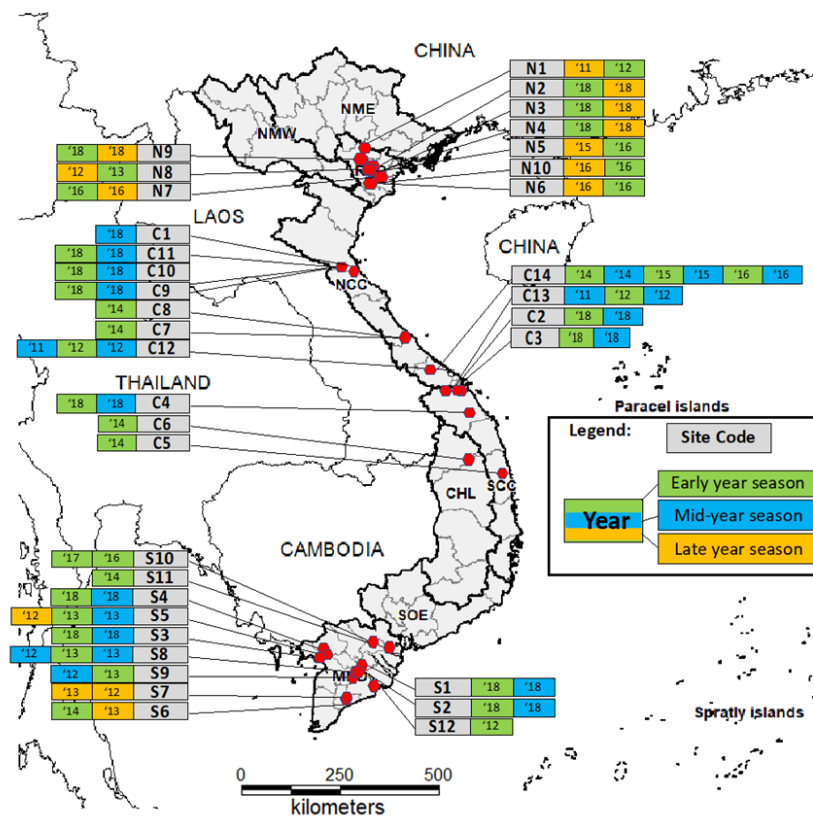 CHINA
NME
NMW
N1 '11 '12
N2 '18 '18
N3 '18 '18
N4 '18 '18
N5 '15 '16
N10 '16 '16
N6 '16 '16
'18 '18 N9
'12 '13 N8
'16 '16 N7
LAOS
'18 C1
'18 '18 C11
'18 '18 C10
'18 '18 C9
'14 C8
'14 C7
'11 '12 '12 C12
NCC
CHINA
C14 '14 '14 '15 '15 '16 '16
C13 '11 '12 '12
C2 '18 '18
C3 '18 '18
THAILAND
'18 '18 C4
'14 C6
'14 C5
Paracel islands
Legend: Site Code
Year
Early year season
Mid-year season
Late year season
CHL
SCC
CAMBODIA
SOE
'17 '16 S10
'14 S11
'18 '18 S4
'12 '13 '13 S5
'18 '18 S3
'12 '13 '13 S8
'12 '13 S9
'13 '12 S7
'14 '13 S6
S1 '18 '18
S2 '18 '18
S12 '12
Spratly islands
0 250 500
kilometers